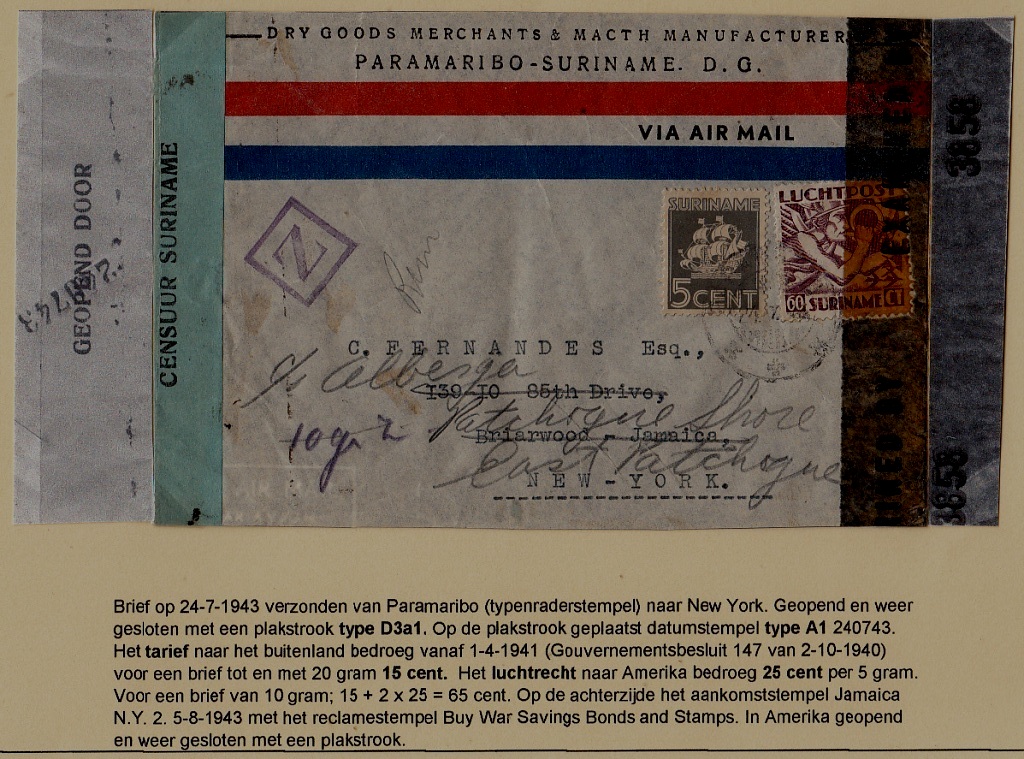 DRY GOODS MERCHANTS & MACTH MANUFACTURER
PARAMARIBO-SURINAME. D. G.
VIA AIR MAIL
GEOPEND DOOR
CENSUUR SURINAME
240743
Z
SURINAME
5 CENT
LUCHTPOST
60 SURINAME CT
EXAMINED BY
3858
3858
C. FERNANDES Esq.,
c/o Alberga
139-10 85th Drive,
Patchogue Shore
Briarwood - Jamaica,
East Patchogue
NEW-YORK.
10gr
Brief op 24-7-1943 verzonden van Paramaribo (typenraderstempel) naar New York. Geopend en weer
gesloten met een plakstrook type D3a1. Op de plakstrook geplaatst datumstempel type A1 240743.
Het tarief naar het buitenland bedroeg vanaf 1-4-1941 (Gouvernementsbesluit 147 van 2-10-1940)
voor een brief tot en met 20 gram 15 cent. Het luchtrecht naar Amerika bedroeg 25 cent per 5 gram.
Voor een brief van 10 gram; 15 + 2 x 25 = 65 cent. Op de achterzijde het aankomststempel Jamaica
N.Y. 2. 5-8-1943 met het reclamestempel Buy War Savings Bonds and Stamps. In Amerika geopend
en weer gesloten met een plakstrook.